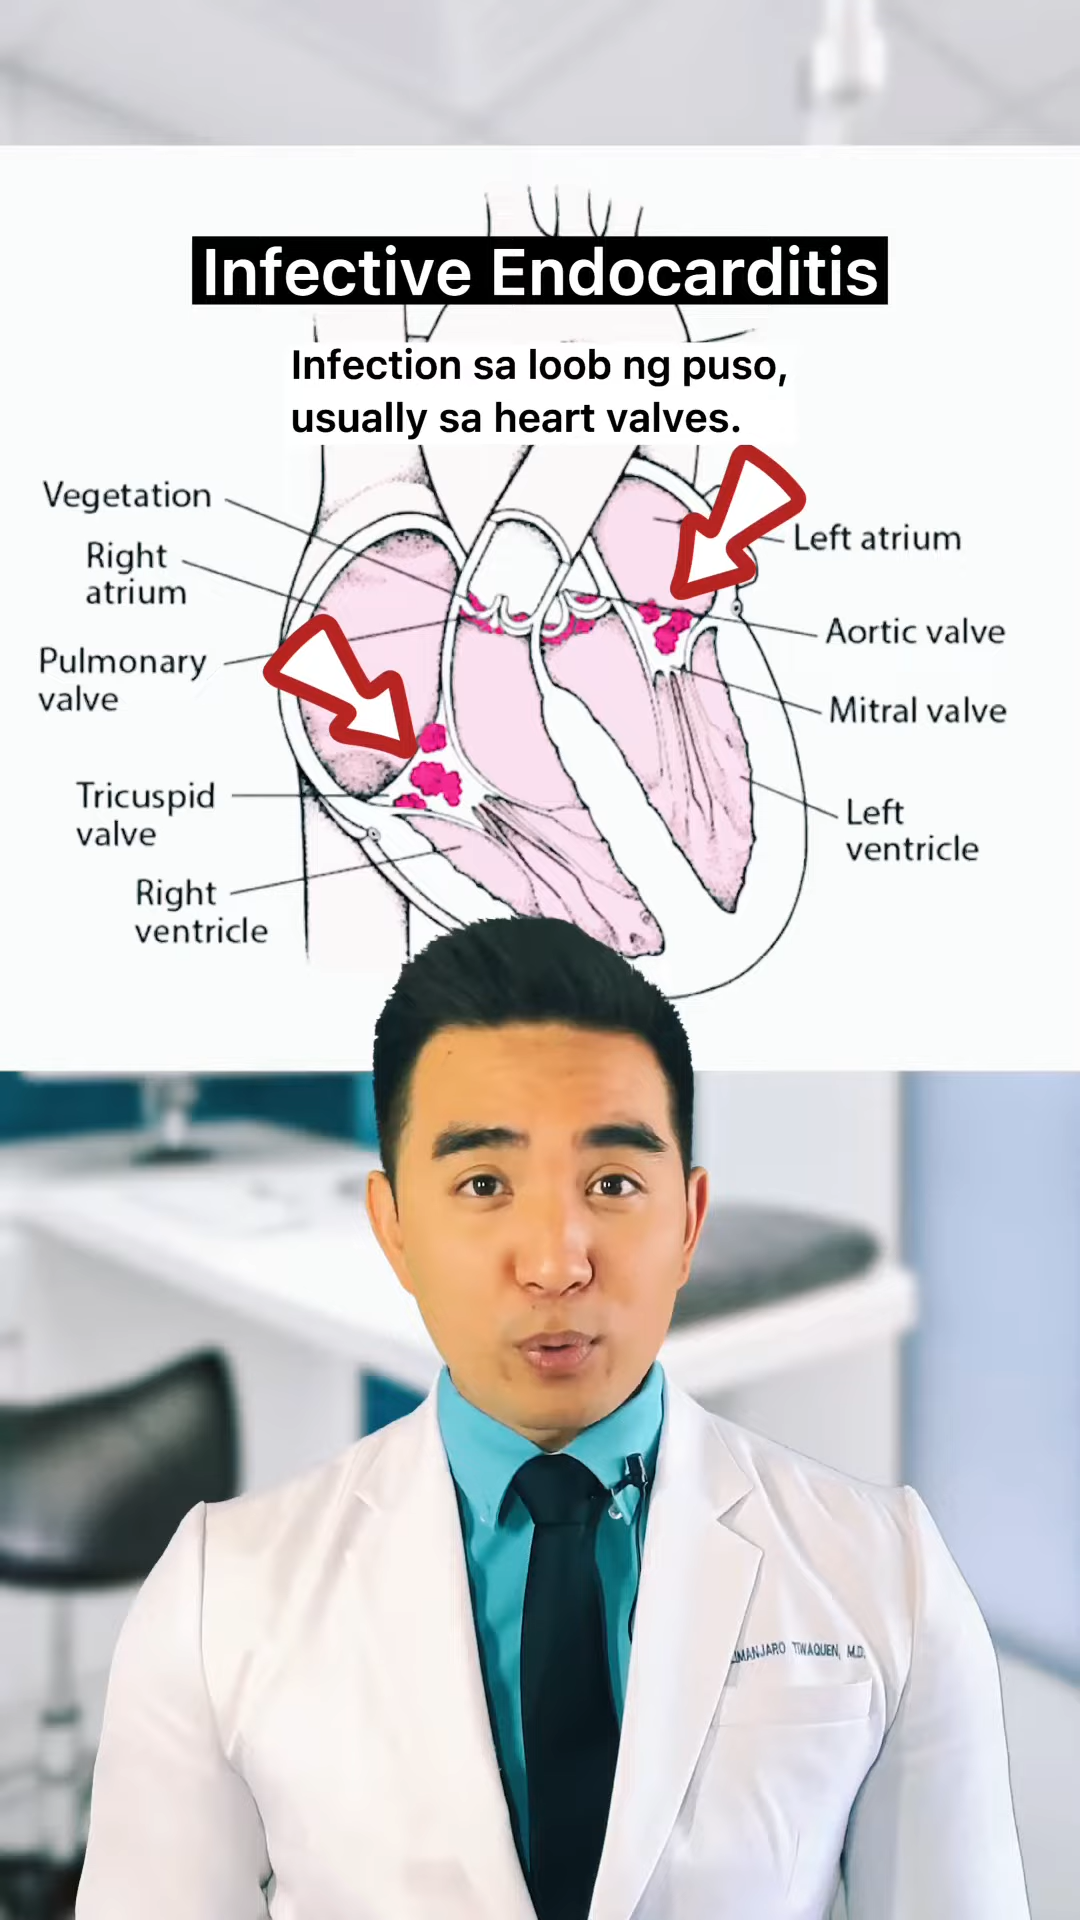 Infective Endocarditis
Infection sa loob ng puso,
usually sa heart valves.
Vegetation
Right
atrium
Pulmonary
valve
Tricuspid
valve
Right
ventricle
Left atrium
Aortic valve
Mitral valve
Left
ventricle
TIWAQUEN, M.D.